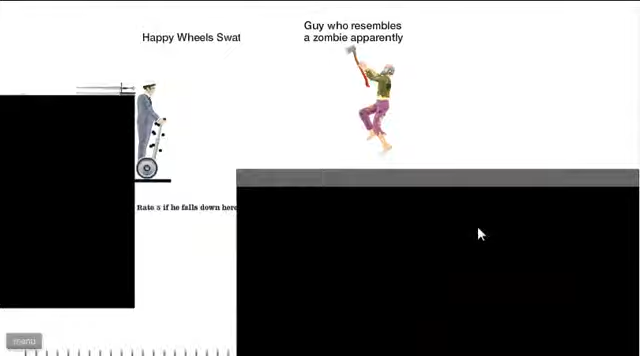 Happy Wheels Swat
Guy who resembles
a zombie apparently
Rate 5 if he falls down here
menu